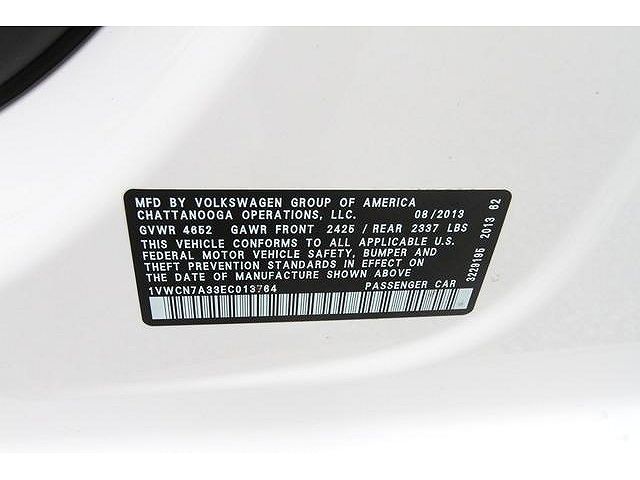 MFD BY VOLKSWAGEN GROUP OF AMERICA
CHATTANOOGA OPERATIONS, LLC. 08/2013
GVWR 4652 GAWR FRONT 2425 / REAR 2337 LBS
THIS VEHICLE CONFORMS TO ALL APPLICABLE U.S.
FEDERAL MOTOR VEHICLE SAFETY, BUMPER AND
THEFT PREVENTION STANDARDS IN EFFECT ON THE
DATE OF MANUFACTURE SHOWN ABOVE
1VWCN7A33EC013764 PASSENGER CAR
3229195 2013 62